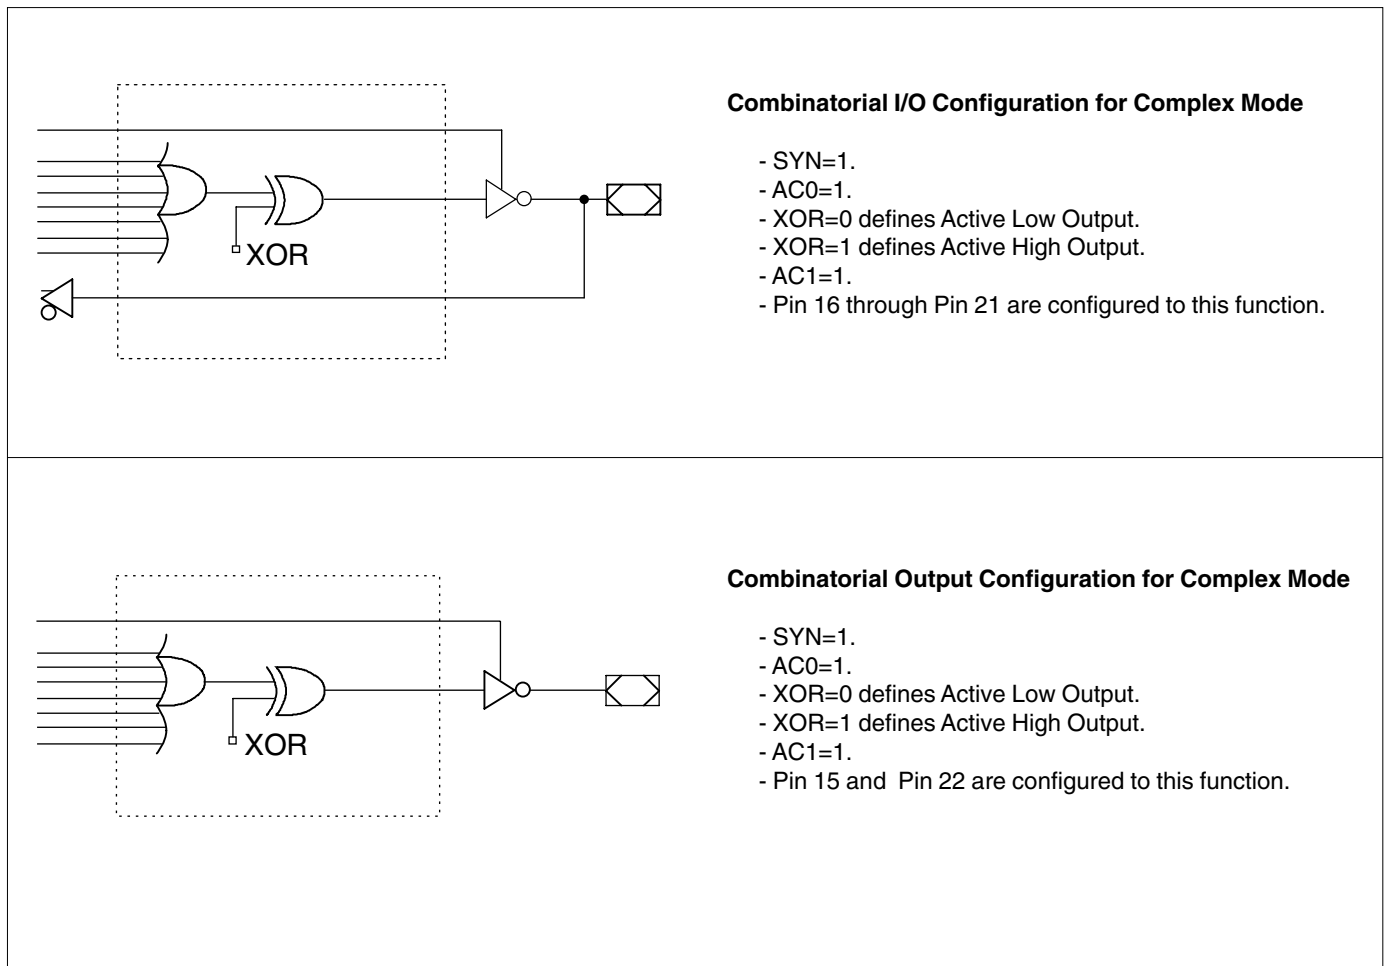 Combinatorial I/O Configuration for Complex Mode
- SYN=1.
- AC0=1.
- XOR=0 defines Active Low Output.
- XOR=1 defines Active High Output.
- AC1=1.
- Pin 16 through Pin 21 are configured to this function.
XOR
Combinatorial Output Configuration for Complex Mode
- SYN=1.
- AC0=1.
- XOR=0 defines Active Low Output.
- XOR=1 defines Active High Output.
- AC1=1.
- Pin 15 and  Pin 22 are configured to this function.
XOR